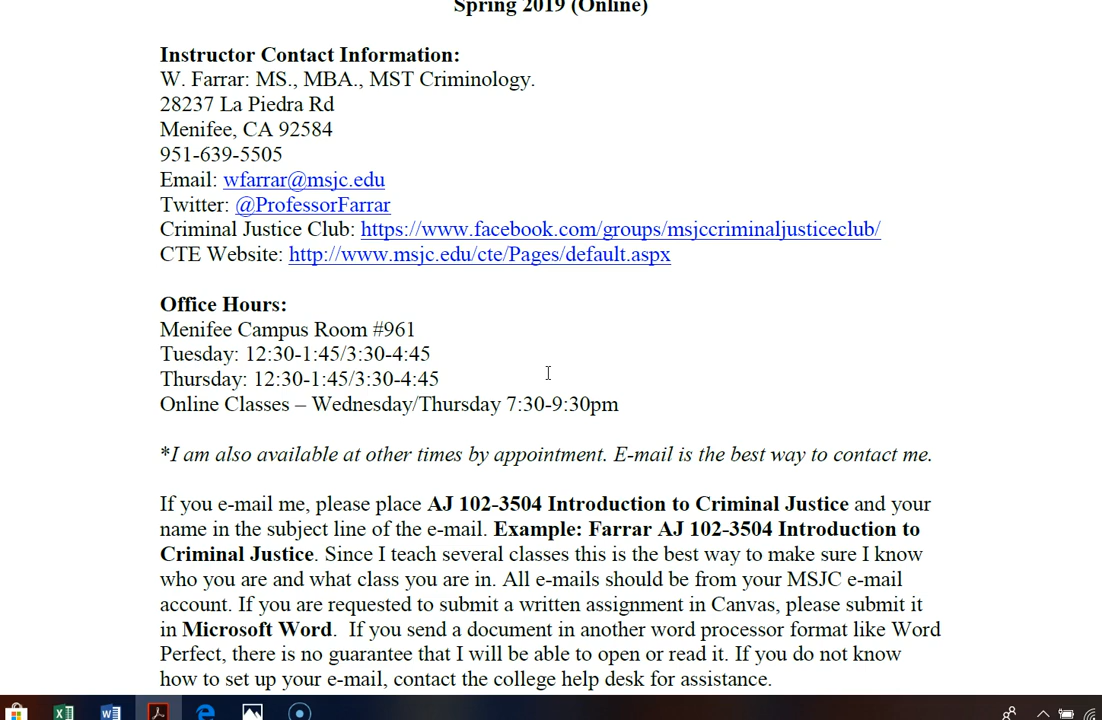 Spring 2019 (Online)
Instructor Contact Information:
W. Farrar: MS., MBA., MST Criminology.
28237 La Piedra Rd
Menifee, CA 92584
951-639-5505
Email: wfarrar@msjc.edu
Twitter: @ProfessorFarrar
Criminal Justice Club: https://www.facebook.com/groups/msjccriminaljusticeclub/
CTE Website: http://www.msjc.edu/cte/Pages/default.aspx
Office Hours:
Menifee Campus Room #961
Tuesday: 12:30-1:45/3:30-4:45
Thursday: 12:30-1:45/3:30-4:45
Online Classes – Wednesday/Thursday 7:30-9:30pm
*I am also available at other times by appointment. E-mail is the best way to contact me.
If you e-mail me, please place AJ 102-3504 Introduction to Criminal Justice and your
name in the subject line of the e-mail. Example: Farrar AJ 102-3504 Introduction to
Criminal Justice. Since I teach several classes this is the best way to make sure I know
who you are and what class you are in. All e-mails should be from your MSJC e-mail
account. If you are requested to submit a written assignment in Canvas, please submit it
in Microsoft Word.  If you send a document in another word processor format like Word
Perfect, there is no guarantee that I will be able to open or read it. If you do not know
how to set up your e-mail, contact the college help desk for assistance.